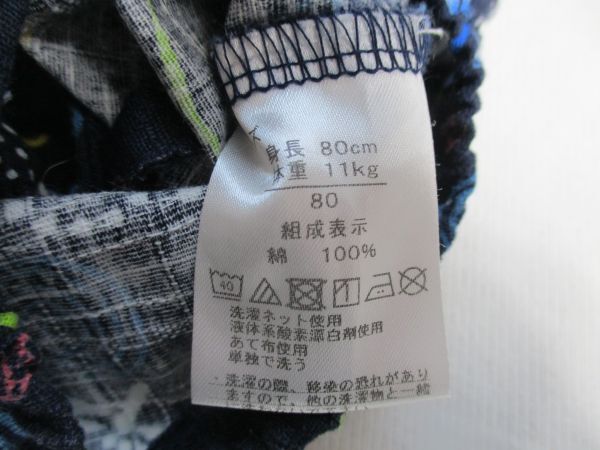 ズ
身長 80cm
体重 11kg
80
組成表示
綿 100%
40
洗濯ネット使用
液体系酸素漂白剤使用
あて布使用
単独で洗う
洗濯の際、移染の恐れがあり
ますので、他の洗濯物と一緒